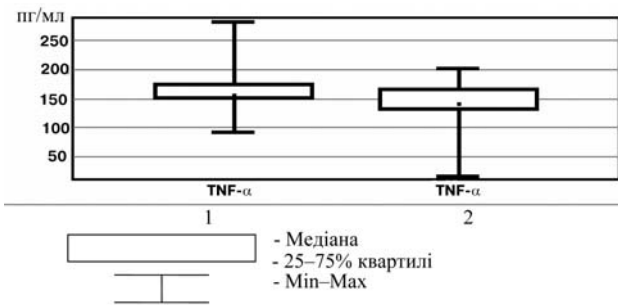 пг/мл
250
200
150
100
50
TNF-α TNF-α
1 2
- Медіана
- 25–75% квартилі
- Min–Max